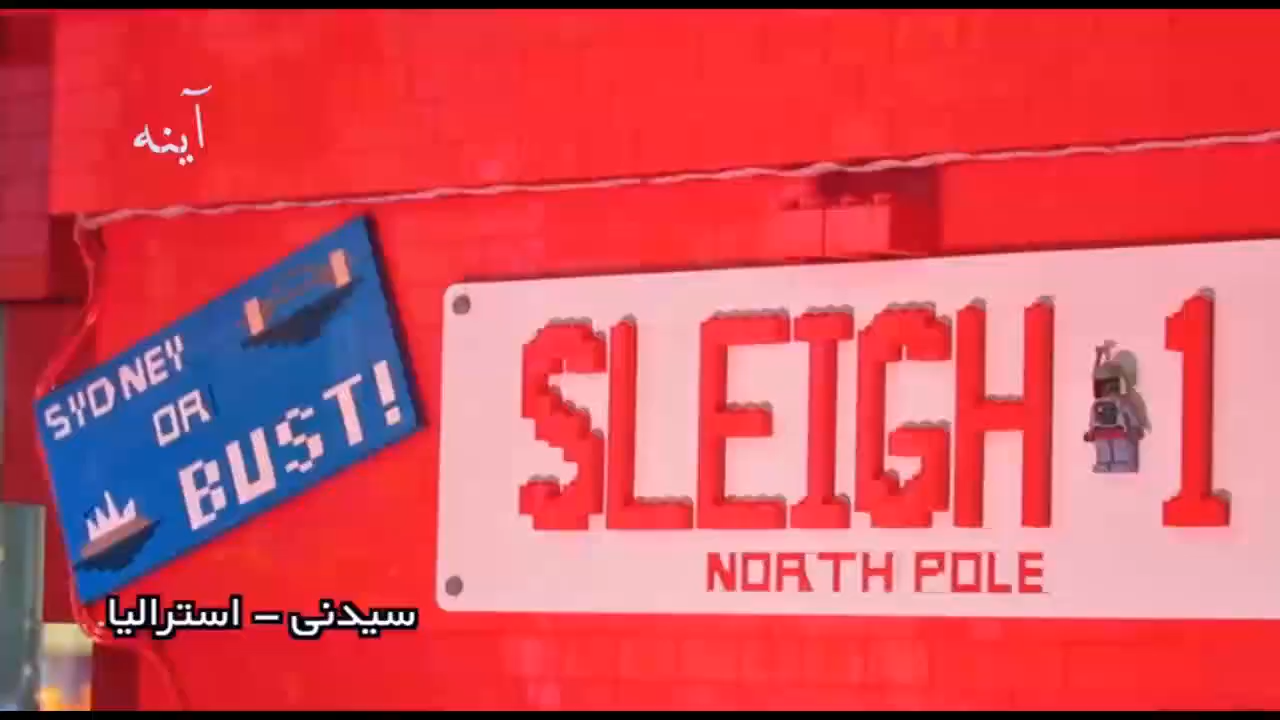 آینه
SYDNEY
OR
BUST!
SLEIGH 1
NORTH POLE
سیدنی – استرالیا